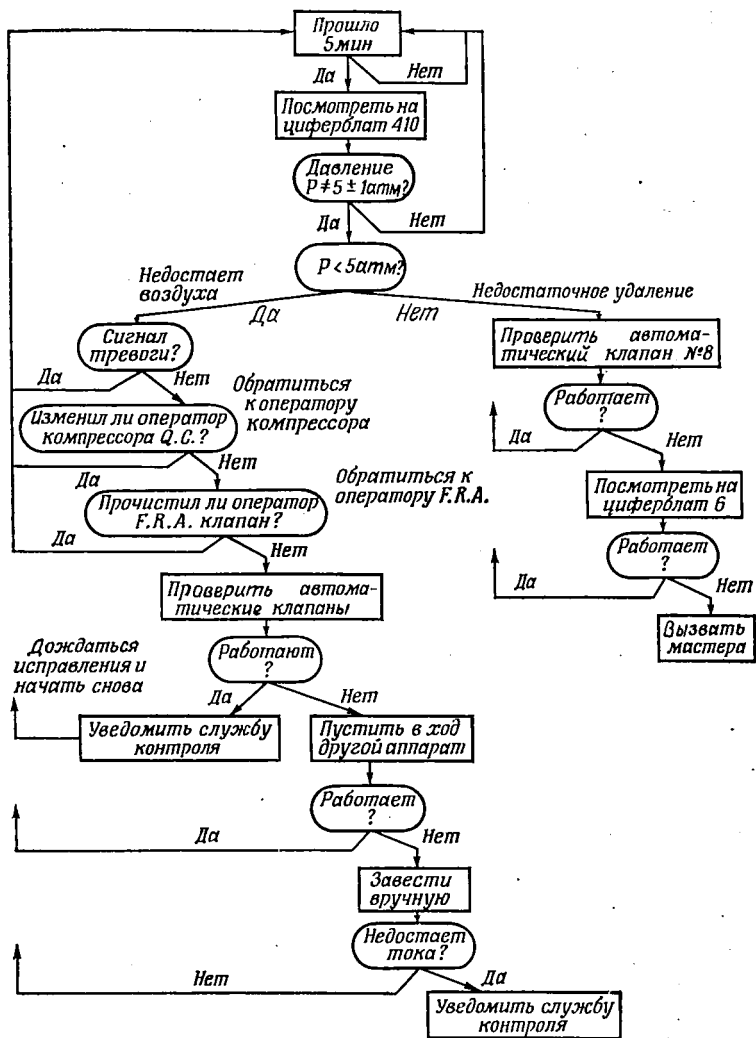 Прошло
5 мин
Да
Нет
Посмотреть на
циферблат 410
Давление
P ≠ 5 ± 1атм?
Да
Нет
P < 5атм?
Недостает
воздуха
Да
Нет
Недостаточное удаление
Сигнал
тревоги?
Да
Нет
Обратиться
к оператору
компрессора
Изменил ли оператор
компрессора Q.C.?
Да
Нет
Обратиться к
оператору F.R.A.
Прочистил ли оператор
F.R.A. клапан?
Да
Нет
Проверить автома-
тические клапаны
Работают
?
Дождаться
исправления и
начать снова
Да
Нет
Уведомить службу
контроля
Пустить в ход
другой аппарат
Работает
?
Да
Нет
Завести
вручную
Недостает
тока?
Нет
Да
Уведомить службу
контроля
Проверить автома-
тический клапан №8
Работает
?
Да
Нет
Посмотреть на
циферблат 6
Работает
?
Да
Нет
Вызвать
мастера